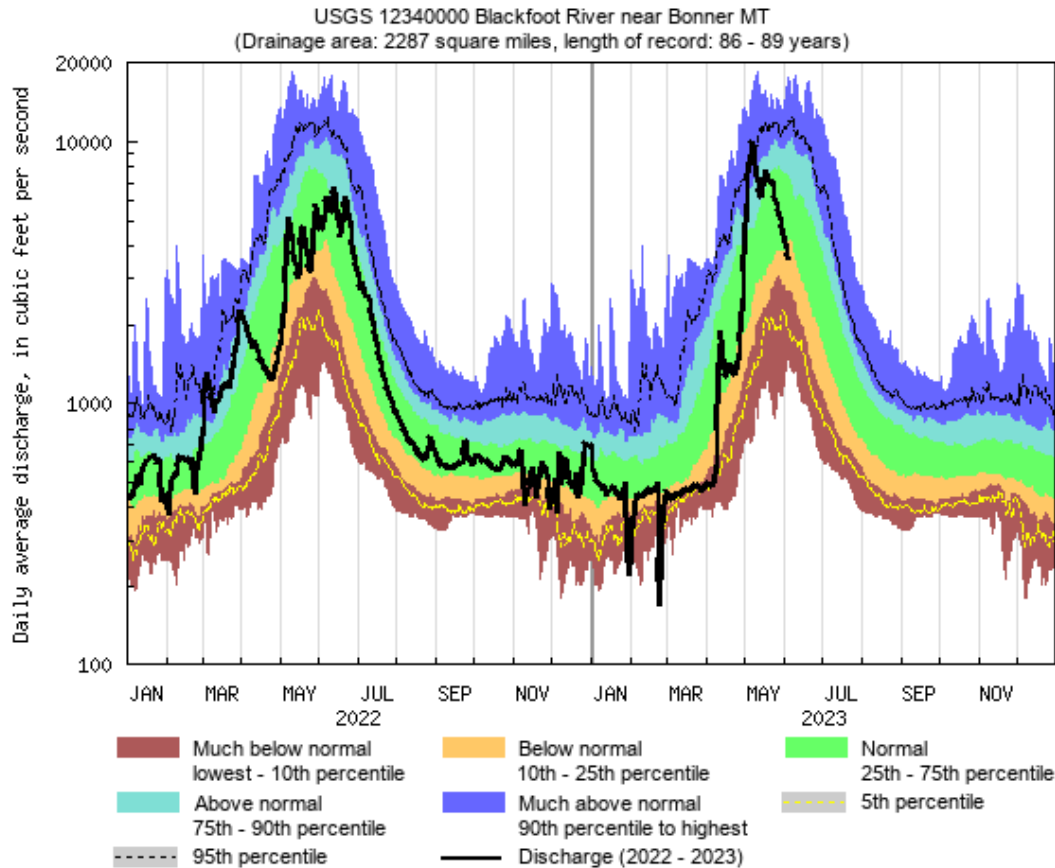 USGS 12340000 Blackfoot River near Bonner MT
(Drainage area: 2287 square miles, length of record: 86 - 89 years)
Daily average discharge, in cubic feet per second
20000
10000
1000
100
JAN MAR MAY JUL SEP NOV JAN MAR MAY JUL SEP NOV
2022 2023
Much below normal Below normal Normal
lowest - 10th percentile 10th - 25th percentile 25th - 75th percentile
Above normal Much above normal 5th percentile
75th - 90th percentile 90th percentile to highest
95th percentile Discharge (2022 - 2023)